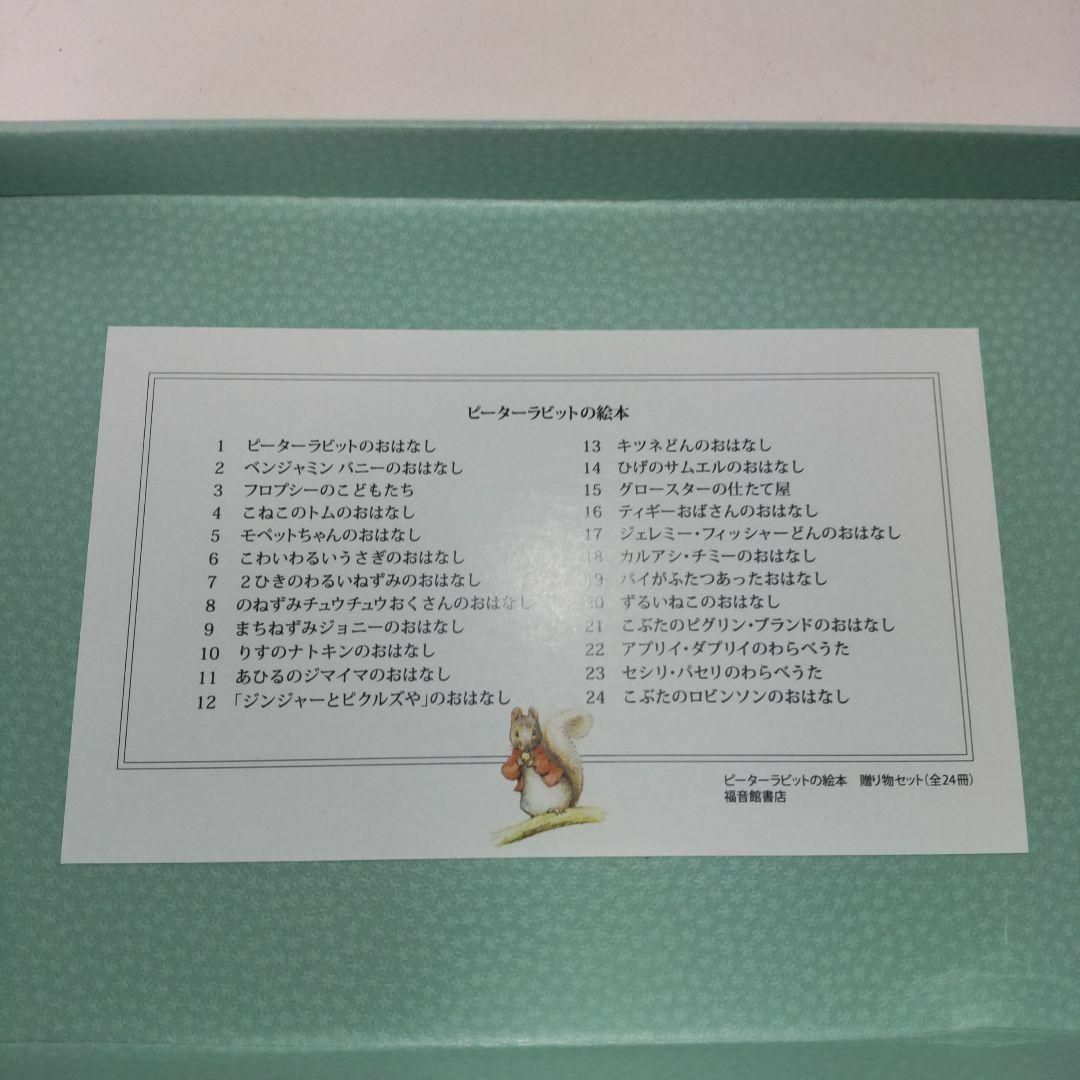 ピーターラビットの絵本
1 ピーターラビットのおはなし
2 ベンジャミン バニーのおはなし
3 フロプシーのこどもたち
4 こねこのトムのおはなし
5 モペットちゃんのおはなし
6 こわいわるいうさぎのおはなし
7 2ひきのわるいねずみのおはなし
8 のねずみチュウチュウおくさんのおはなし
9 まちねずみジョニーのおはなし
10 りすのナトキンのおはなし
11 あひるのジマイマのおはなし
12 「ジンジャーとピクルズや」のおはなし
13 キツネどんのおはなし
14 ひげのサムエルのおはなし
15 グロースターの仕たて屋
16 ティギーおばさんのおはなし
17 ジェレミー・フィッシャーどんのおはなし
18 カルアシ・チミーのおはなし
19 パイがふたつあったおはなし
20 ずるいねこのおはなし
21 こぶたのピグリン・ブランドのおはなし
22 アプリイ・ダプリイのわらべうた
23 セシリ・パセリのわらべうた
24 こぶたのロビンソンのおはなし
ピーターラビットの絵本 贈り物セット(全24冊)
福音館書店